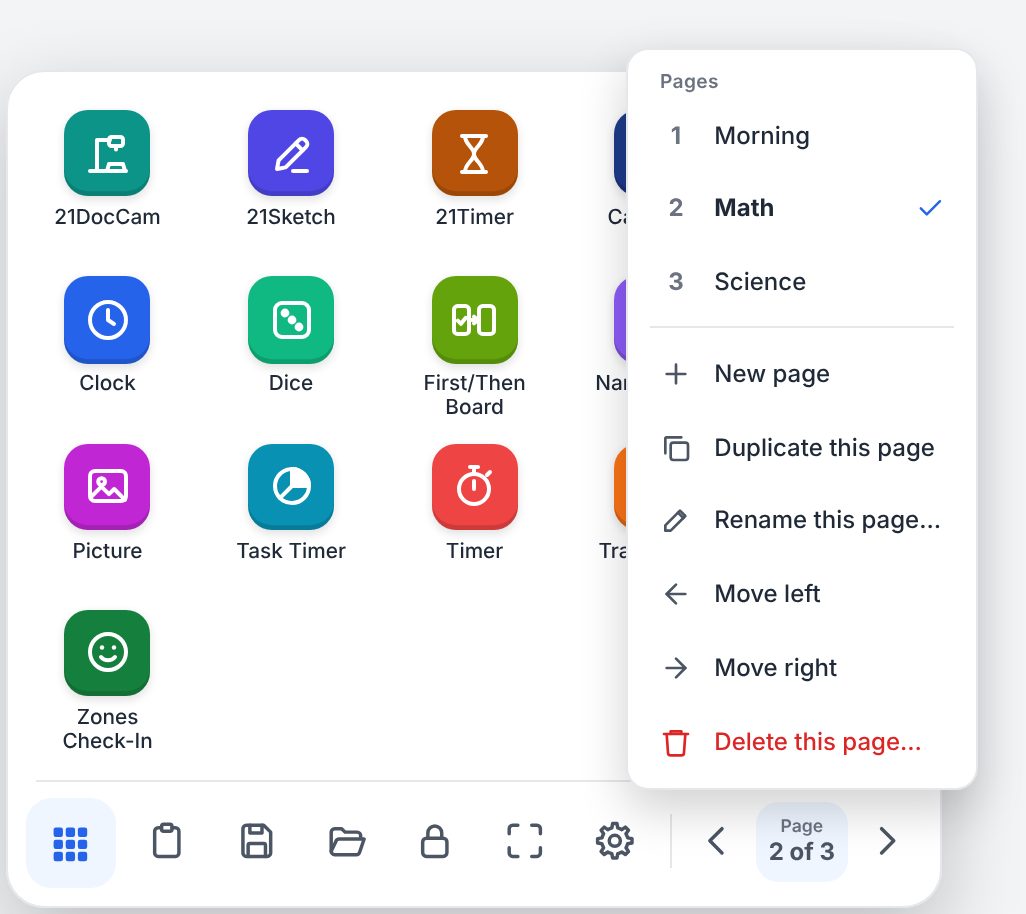 Pages
1 Morning
2 Math
3 Science
New page
Duplicate this page
Rename this page...
Move left
Move right
Delete this page...
21DocCam
21Sketch
21Timer
Clock
Dice
First/Then
Board
Picture
Task Timer
Timer
Zones
Check-In
Page
2 of 3